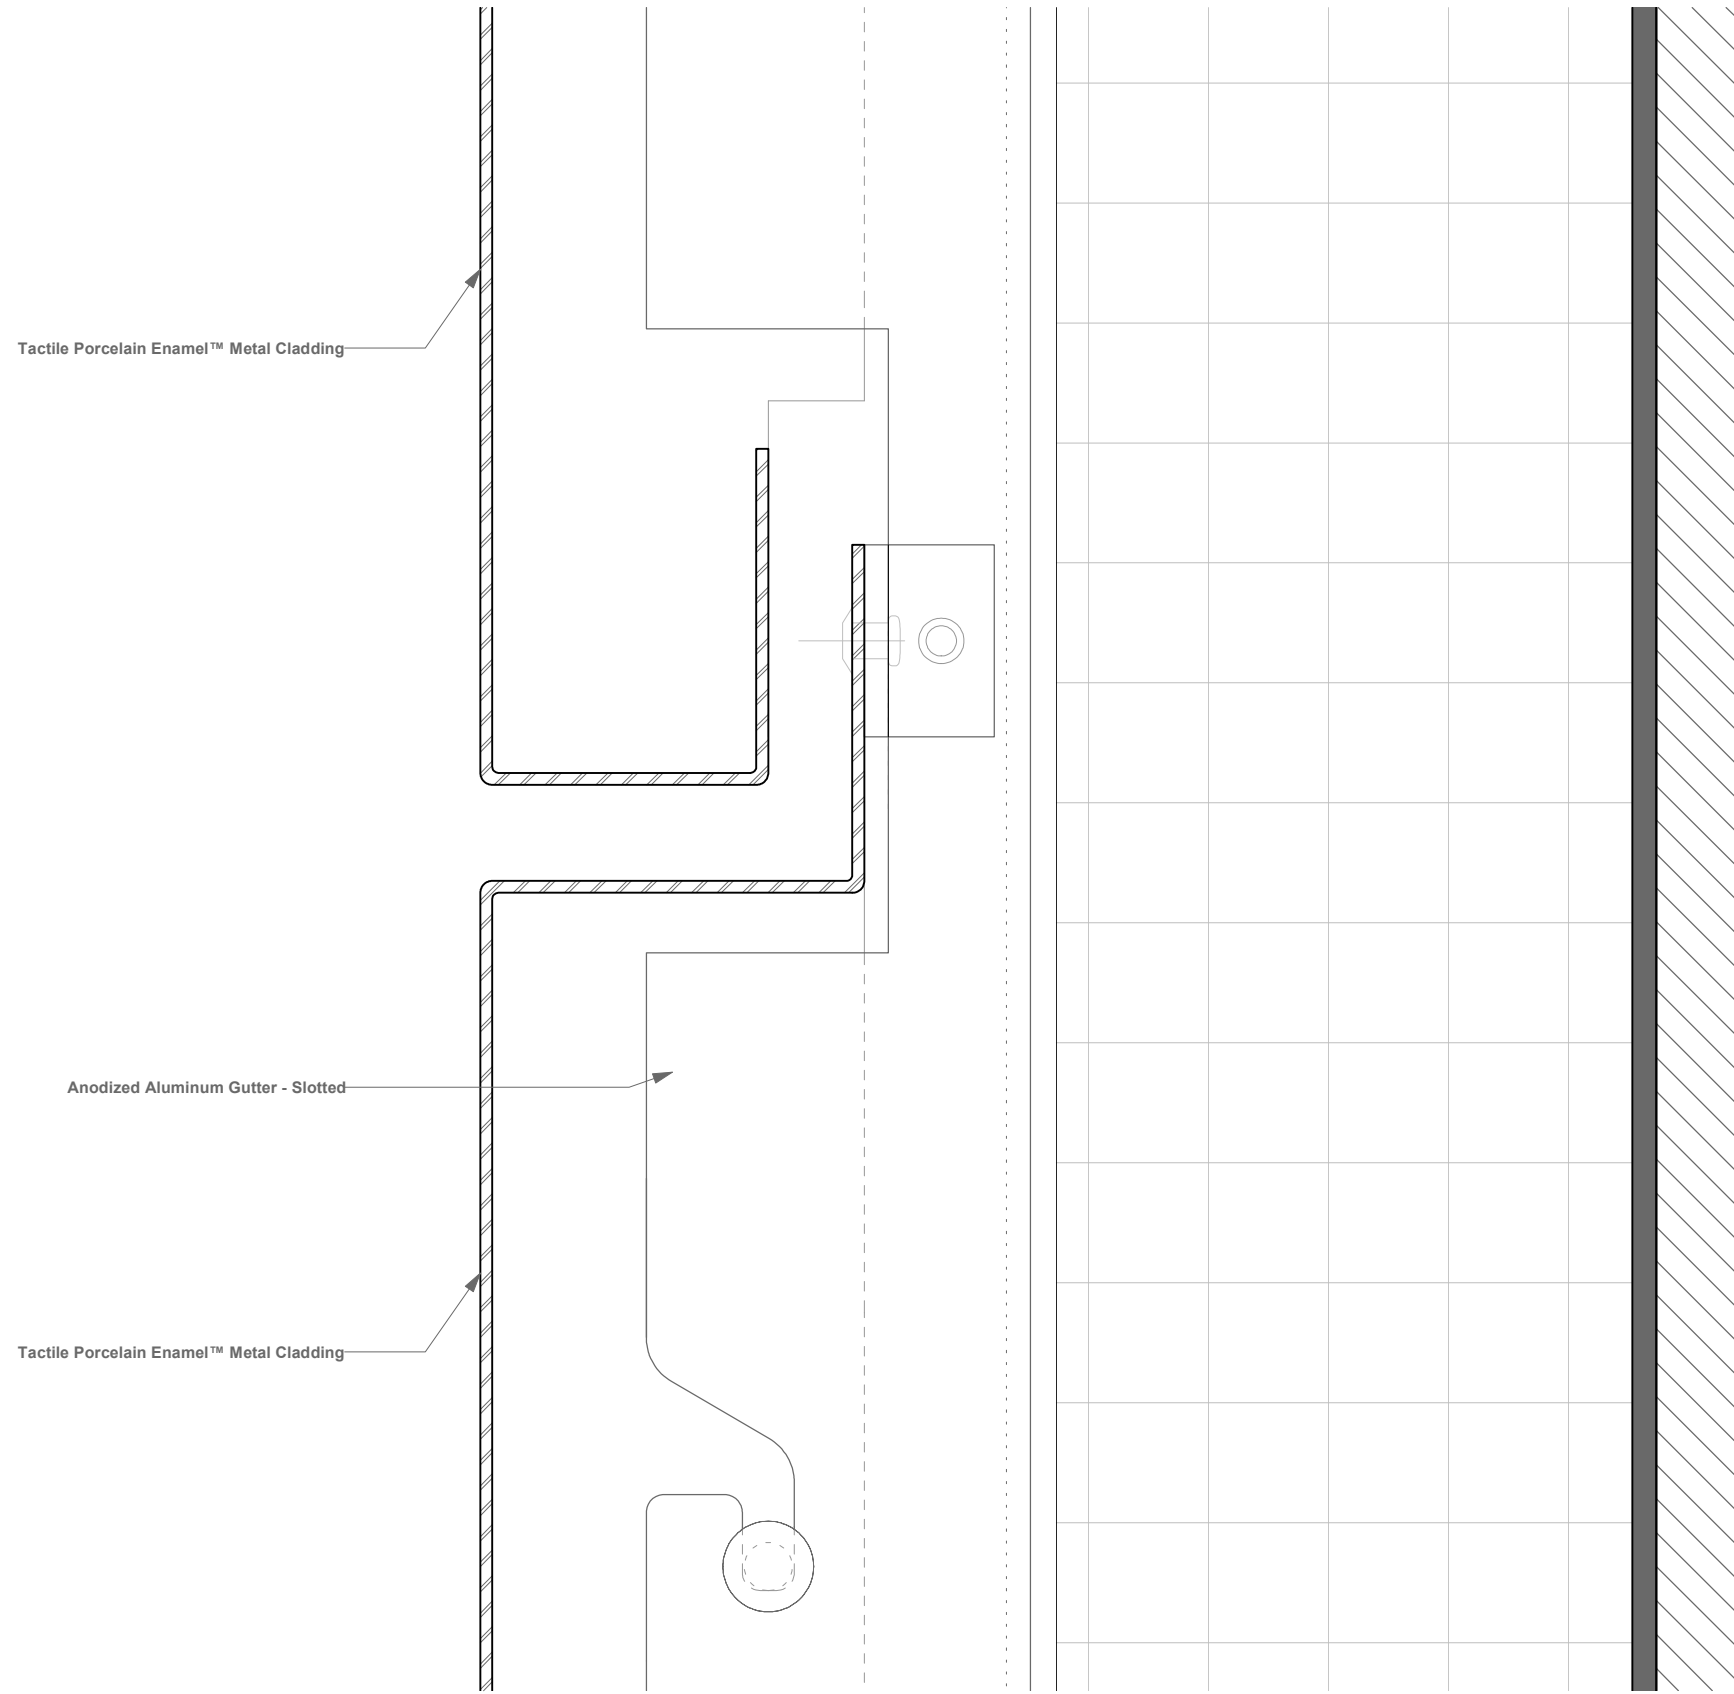 Tactile Porcelain Enamel™ Metal Cladding
Anodized Aluminum Gutter - Slotted
Tactile Porcelain Enamel™ Metal Cladding